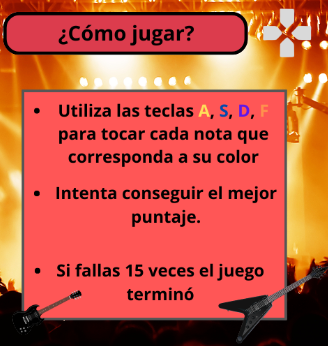 ¿Cómo jugar?
• Utiliza las teclas A, S, D, F
para tocar cada nota que
corresponda a su color
• Intenta conseguir el mejor
puntaje.
• Si fallas 15 veces el juego
terminó